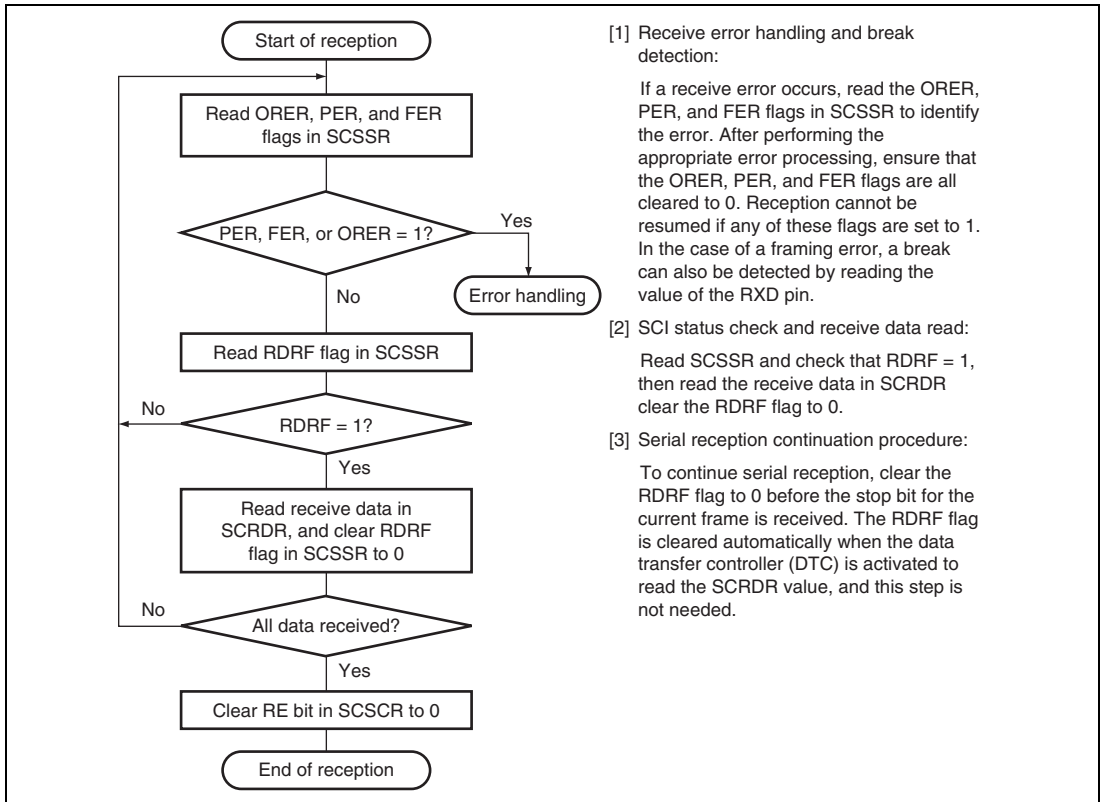 Start of reception
Read ORER, PER, and FER
flags in SCSSR
PER, FER, or ORER = 1?
Yes
Error handling
No
Read RDRF flag in SCSSR
No
RDRF = 1?
Yes
Read receive data in
SCRDR, and clear RDRF
flag in SCSSR to 0
No
All data received?
Yes
Clear RE bit in SCSCR to 0
End of reception
[1] Receive error handling and break
detection:
If a receive error occurs, read the ORER,
PER, and FER flags in SCSSR to identify
the error. After performing the
appropriate error processing, ensure that
the ORER, PER, and FER flags are all
cleared to 0. Reception cannot be
resumed if any of these flags are set to 1.
In the case of a framing error, a break
can also be detected by reading the
value of the RXD pin.
[2] SCI status check and receive data read:
Read SCSSR and check that RDRF = 1,
then read the receive data in SCRDR
clear the RDRF flag to 0.
[3] Serial reception continuation procedure:
To continue serial reception, clear the
RDRF flag to 0 before the stop bit for the
current frame is received. The RDRF flag
is cleared automatically when the data
transfer controller (DTC) is activated to
read the SCRDR value, and this step is
not needed.